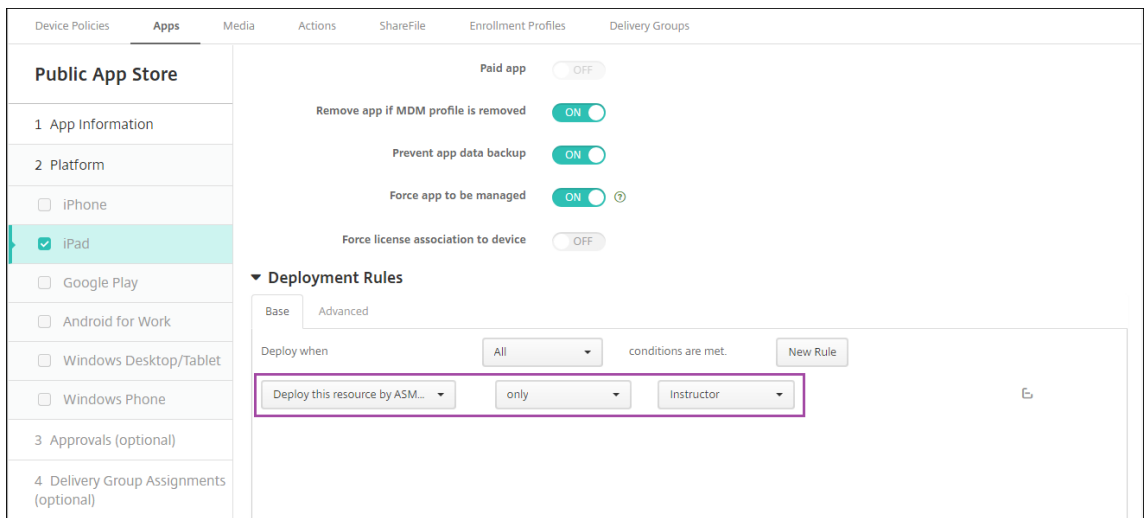 Device Policies Apps Media Actions ShareFile Enrollment Profiles Delivery Groups
Public App Store
1 App Information
2 Platform
iPhone
iPad
Google Play
Android for Work
Windows Desktop/Tablet
Windows Phone
3 Approvals (optional)
4 Delivery Group Assignments
(optional)
Paid app OFF
Remove app if MDM profile is removed ON
Prevent app data backup ON
Force app to be managed ON ?
Force license association to device OFF
Deployment Rules
Base Advanced
Deploy when All conditions are met. New Rule
Deploy this resource by ASM... only Instructor